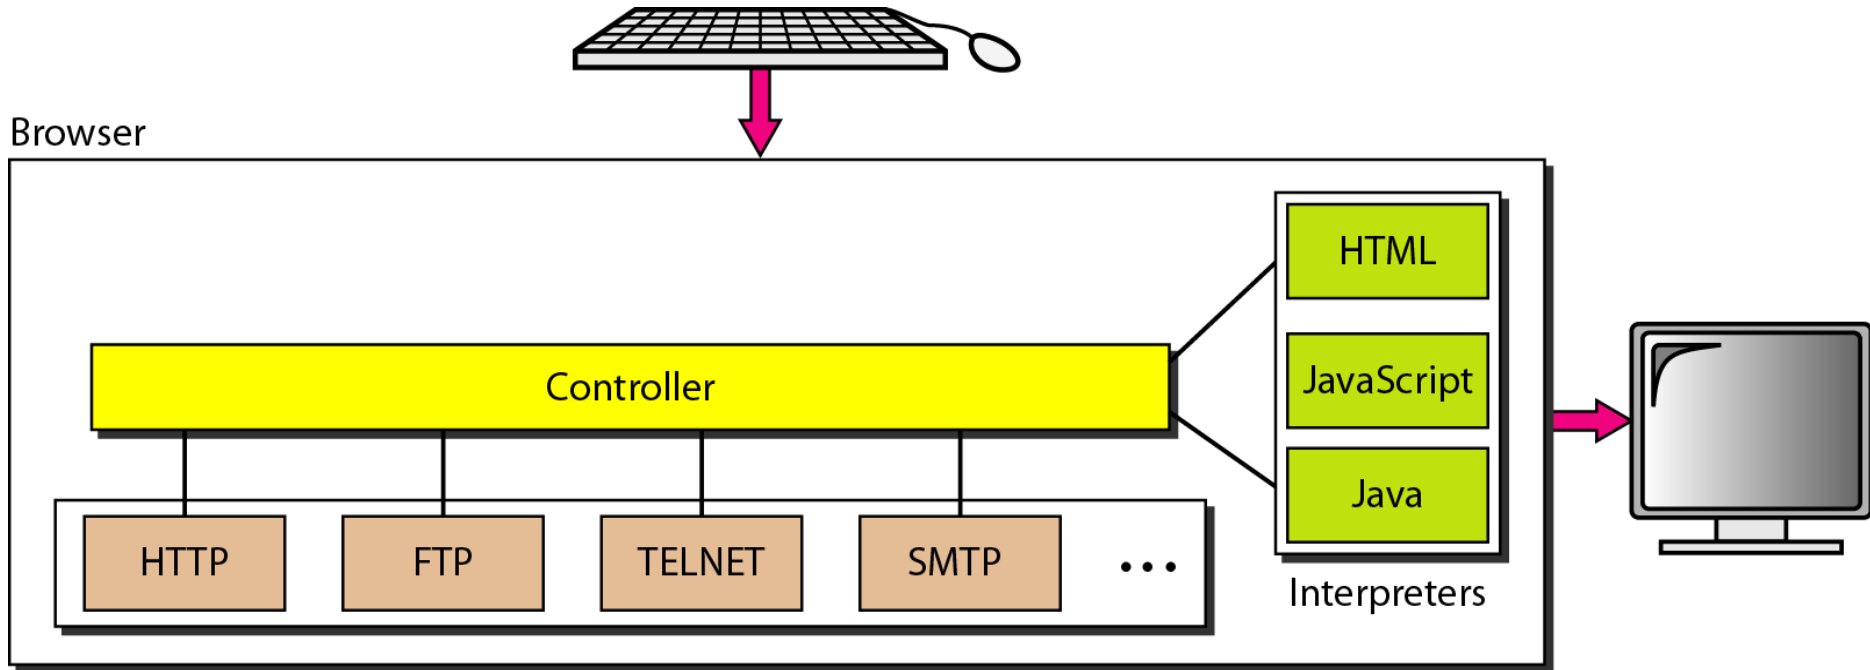 Browser
HTML
JavaScript
Java
Interpreters
Controller
HTTP
FTP
TELNET
SMTP
...